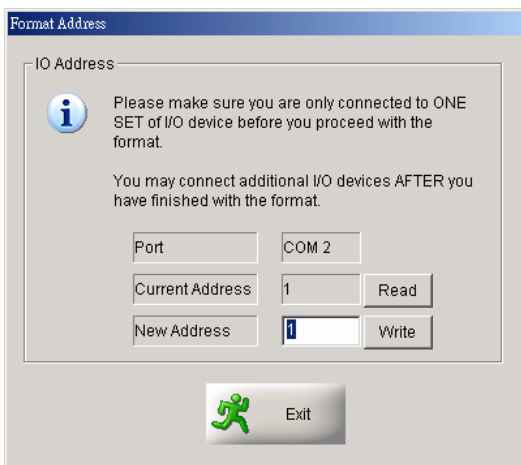 Format Address
IO Address
Please make sure you are only connected to ONE
SET of I/O device before you proceed with the
format.
You may connect additional I/O devices AFTER you
have finished with the format.
Port COM 2
Current Address 1 Read
New Address 1 Write
Exit